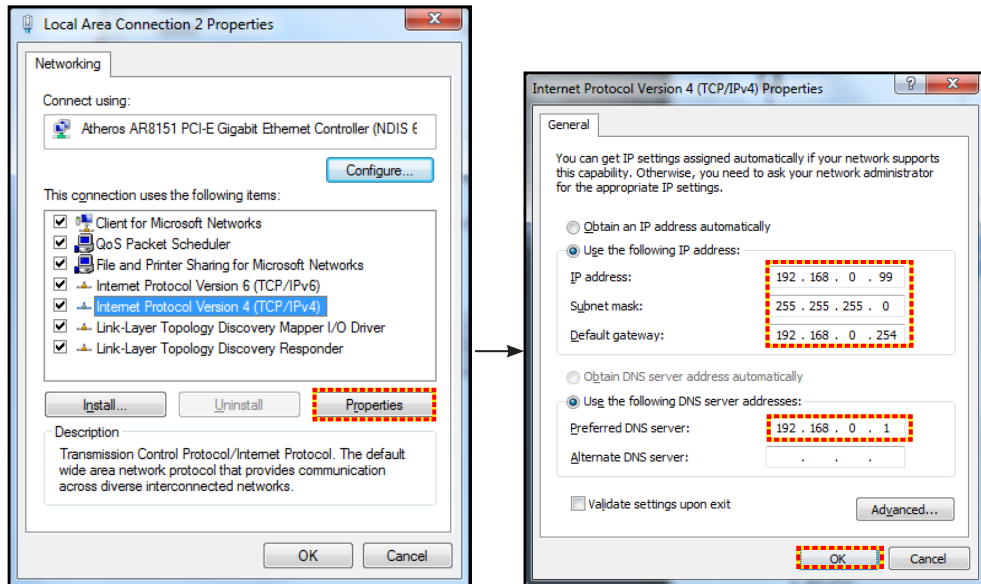 Local Area Connection 2 Properties
Networking
Connect using:
Atheros AR8151 PCI-E Gigabit Ethernet Controller (NDIS 6
Configure...
This connection uses the following items:
Client for Microsoft Networks
QoS Packet Scheduler
File and Printer Sharing for Microsoft Networks
Internet Protocol Version 6 (TCP/IPv6)
Internet Protocol Version 4 (TCP/IPv4)
Link-Layer Topology Discovery Mapper I/O Driver
Link-Layer Topology Discovery Responder
Install...
Uninstall
Properties
Description
Transmission Control Protocol/Internet Protocol. The default
wide area network protocol that provides communication
across diverse interconnected networks.
OK
Cancel
Internet Protocol Version 4 (TCP/IPv4) Properties
General
You can get IP settings assigned automatically if your network supports
this capability. Otherwise, you need to ask your network administrator
for the appropriate IP settings.
Obtain an IP address automatically
Use the following IP address:
IP address: 192 . 168 . 0 . 99
Subnet mask: 255 . 255 . 255 . 0
Default gateway: 192 . 168 . 0 . 254
Obtain DNS server address automatically
Use the following DNS server addresses:
Preferred DNS server: 192 . 168 . 0 . 1
Alternate DNS server: . . .
Validate settings upon exit
Advanced...
OK
Cancel